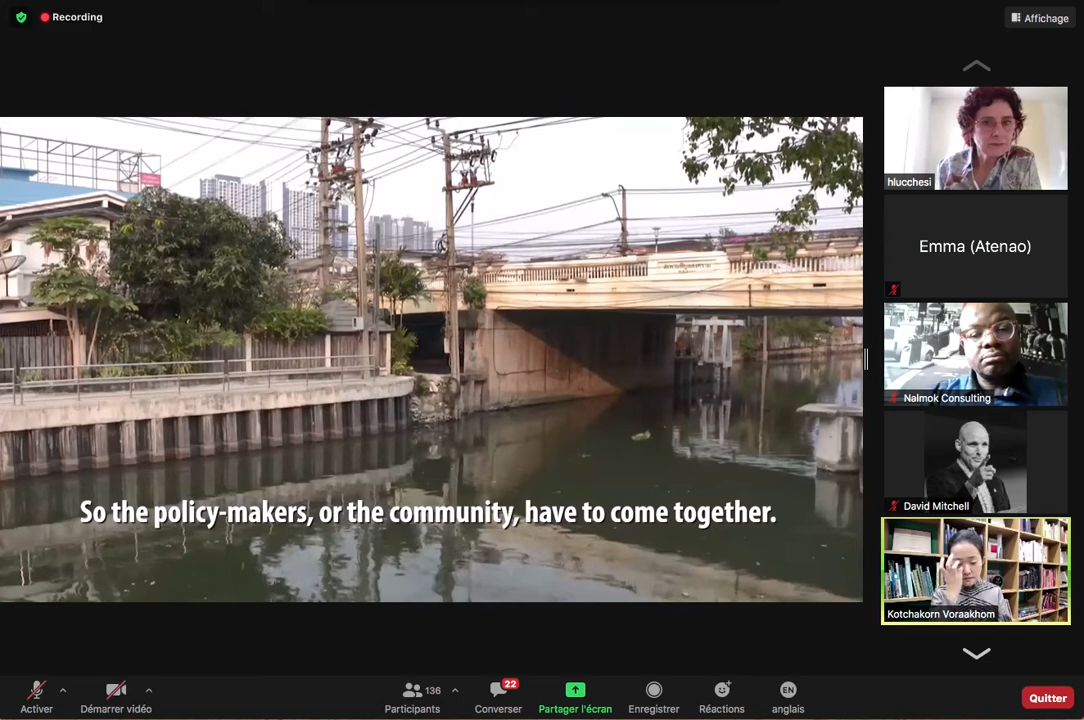 Recording
Affichage
hlucchesi
Emma (Atenao)
Nalmok Consulting
David Mitchell
So the policy-makers, or the community, have to come together.
Kotchakorn Voraakhom
Activer
Démarrer vidéo
136
Participants
22
Converser
Partager l'écran
Enregistrer
Réactions
EN
anglais
Quitter